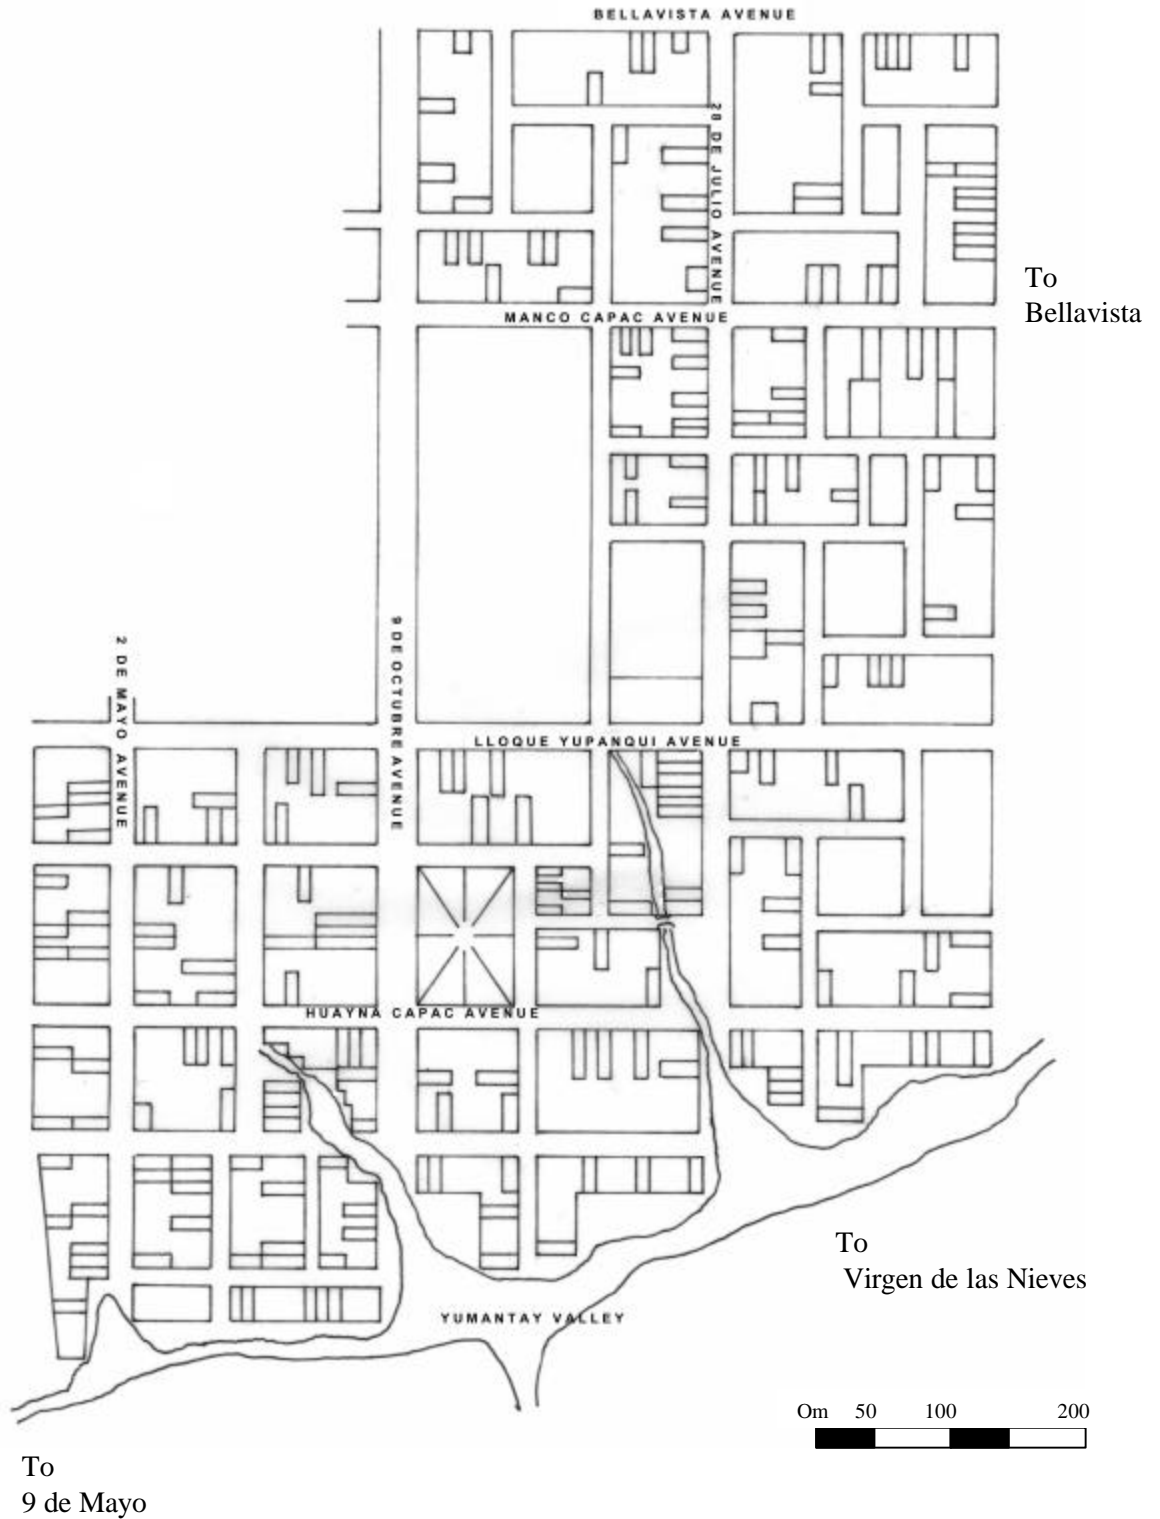 BELLAVISTA AVENUE
28 DE JULIO AVENUE
To
Bellavista
MANCO CAPAC AVENUE
9 DE OCTUBRE AVENUE
2 DE MAYO AVENUE
LLOQUE YUPANQUI AVENUE
HUAYNA CAPAC AVENUE
To
Virgen de las Nieves
YUMANTAY VALLEY
0m 50 100 200
To
9 de Mayo